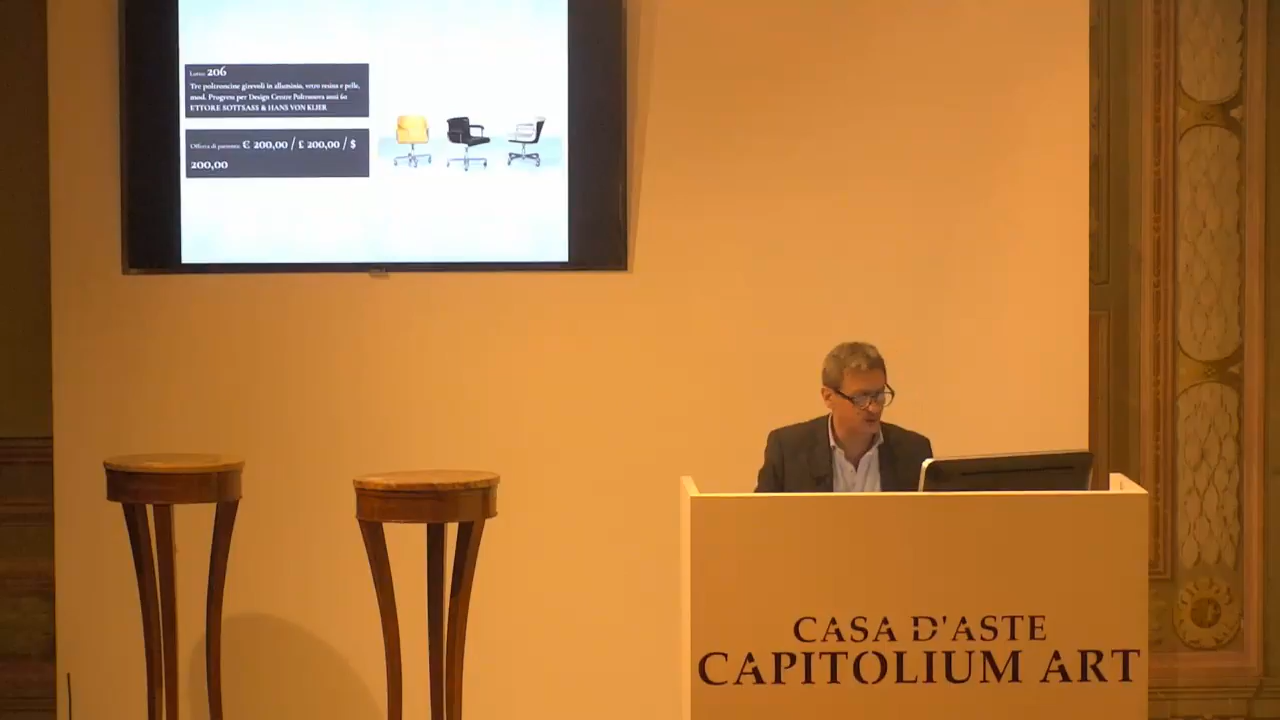 Lotto: 206
Tre poltroncine girevoli in alluminio, vetro resina e pelle,
mod. Progress per Design Centre Poltronova anni 60
ETTORE SOTTSASS & HANS VON KLIER
Offerta di partenza: € 200,00 / £ 200,00 / $
200,00
CASA D'ASTE
CAPITOLIUM ART